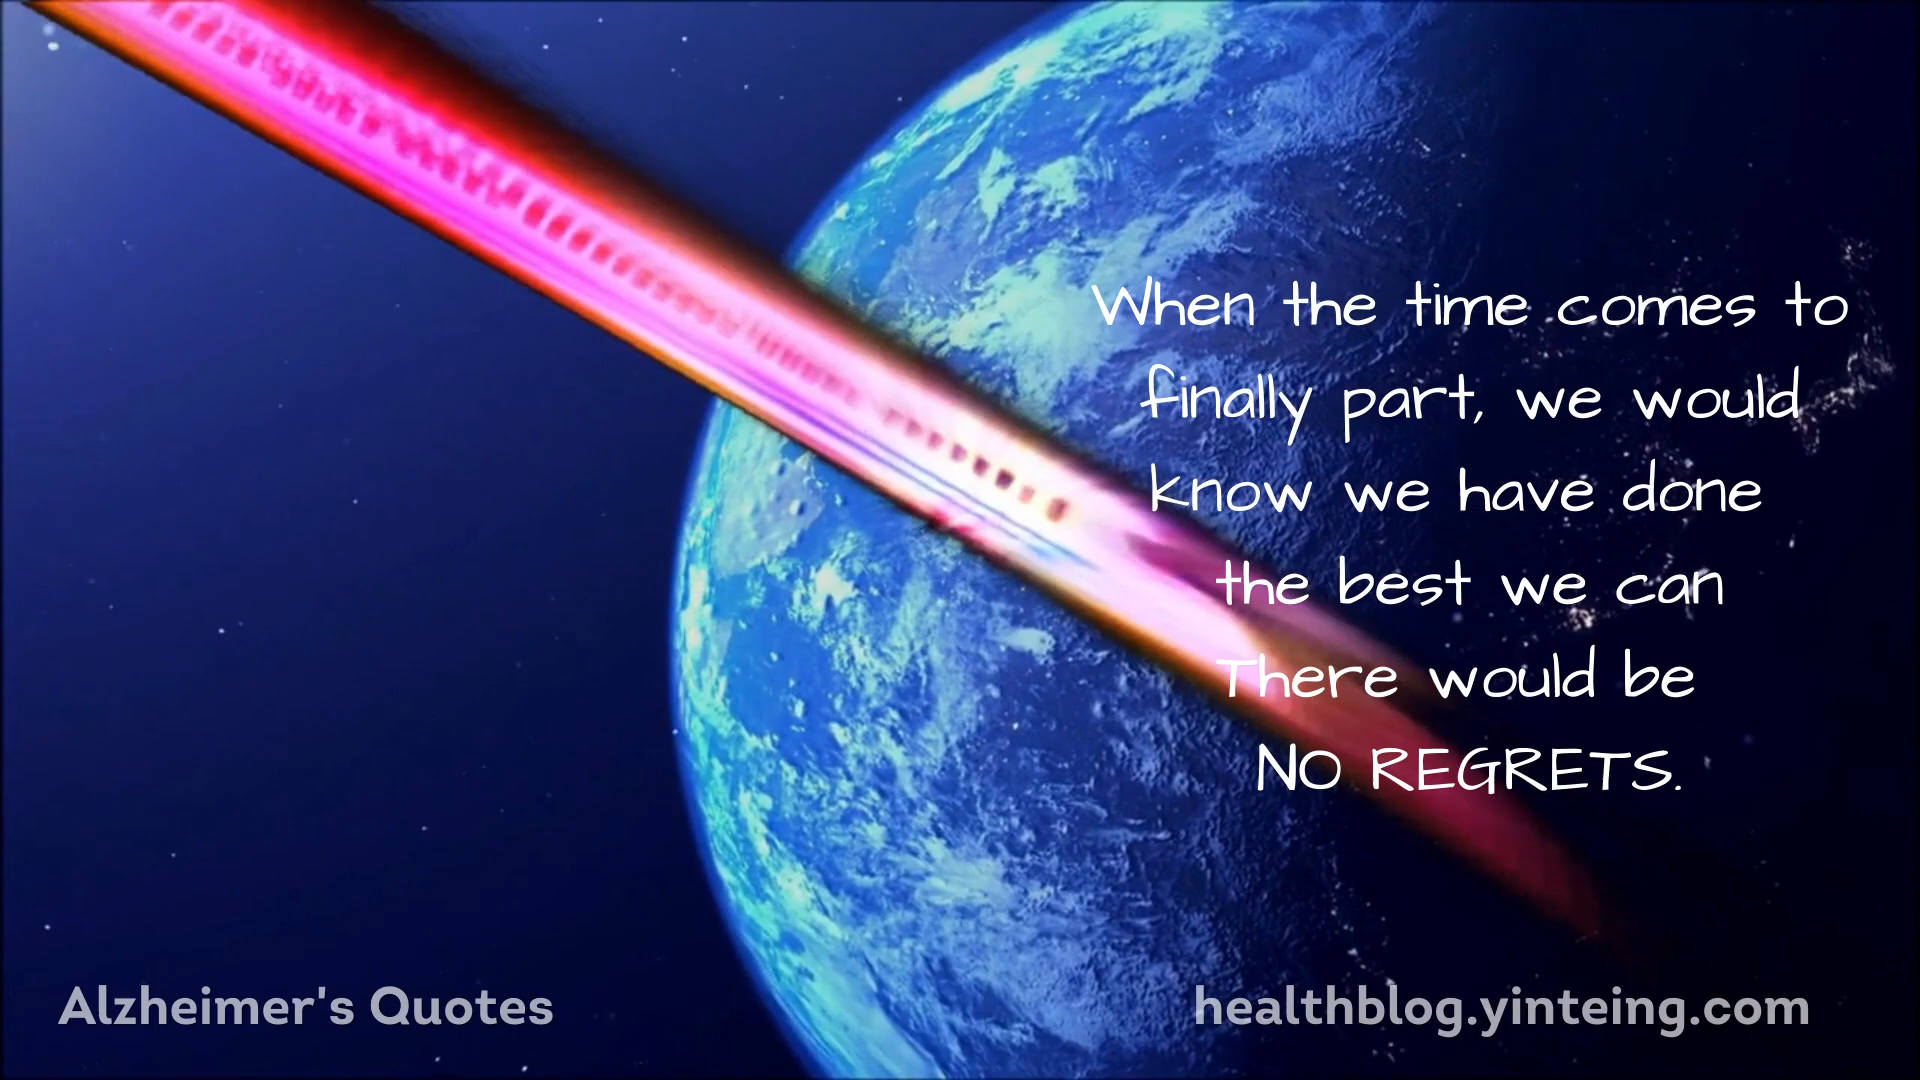 When the time comes to
finally part, we would
know we have done
the best we can
There would be
NO REGRETS.
Alzheimer's Quotes
healthblog.yinteing.com